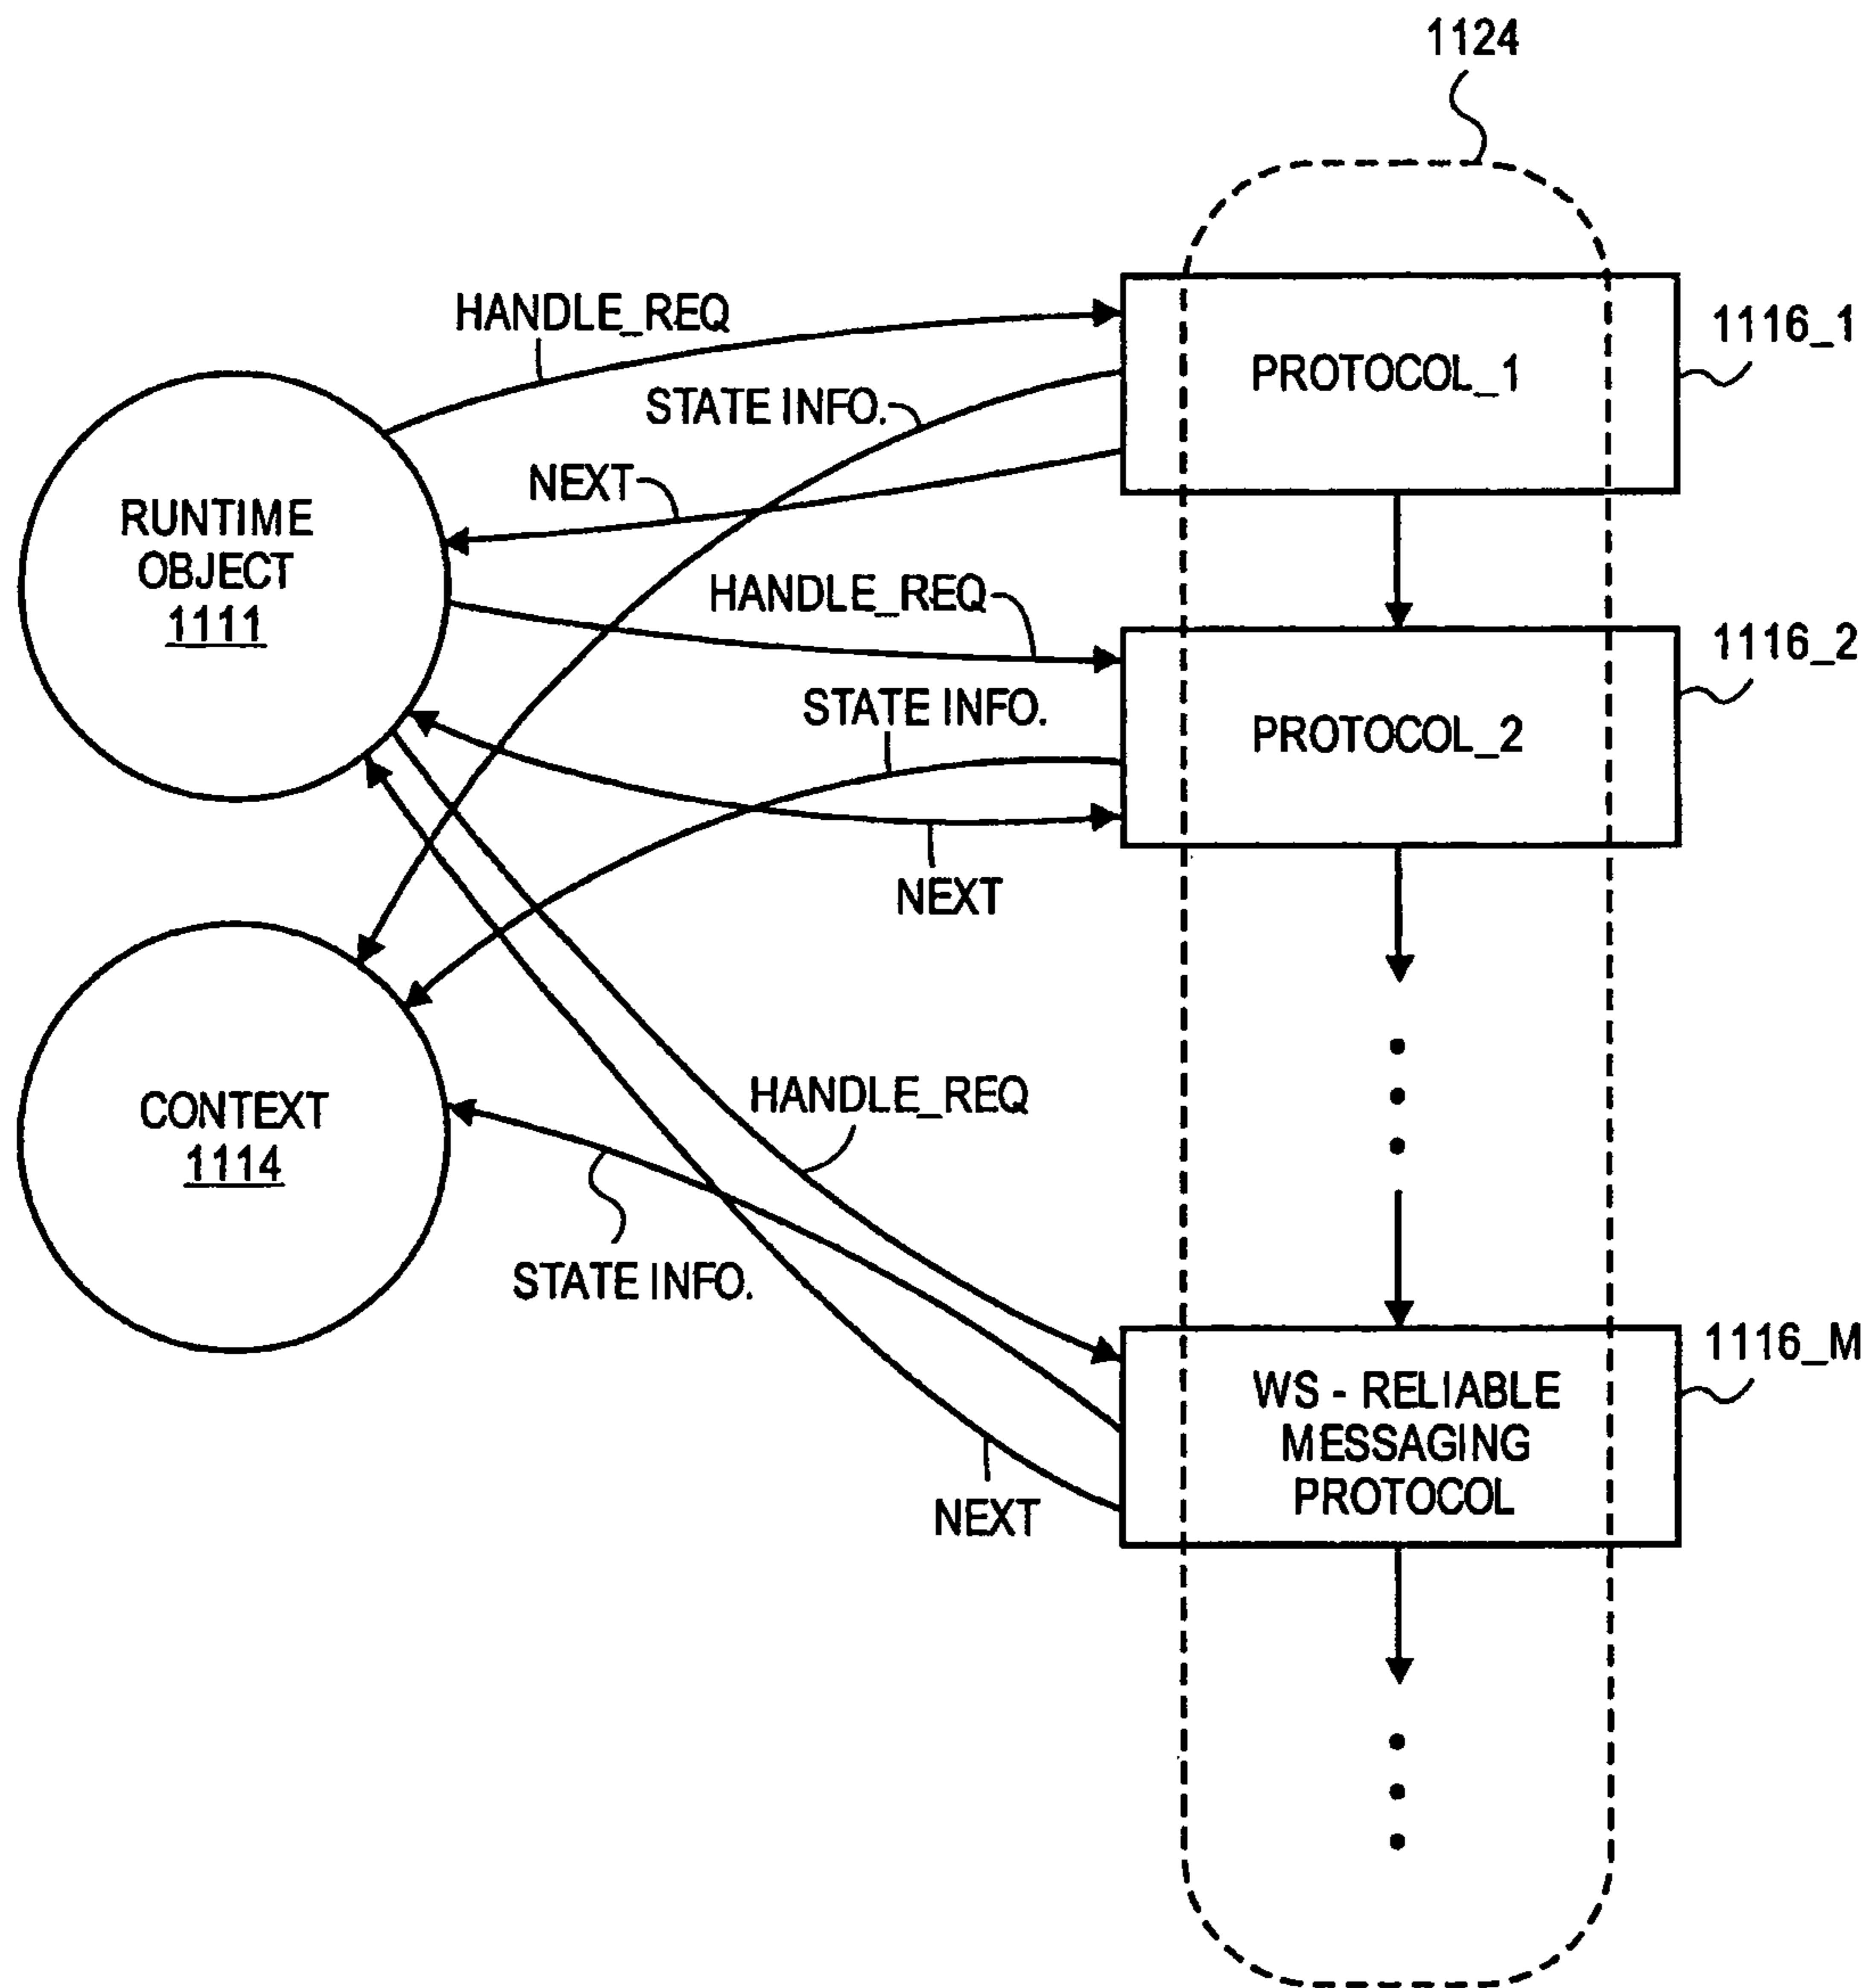 1124
HANDLE_REQ
1116_1
PROTOCOL_1
STATE INFO.
NEXT
RUNTIME
OBJECT
1111
HANDLE_REQ
1116_2
STATE INFO.
PROTOCOL_2
NEXT
CONTEXT
1114
HANDLE_REQ
STATE INFO.
1116_M
WS - RELIABLE
MESSAGING
PROTOCOL
NEXT